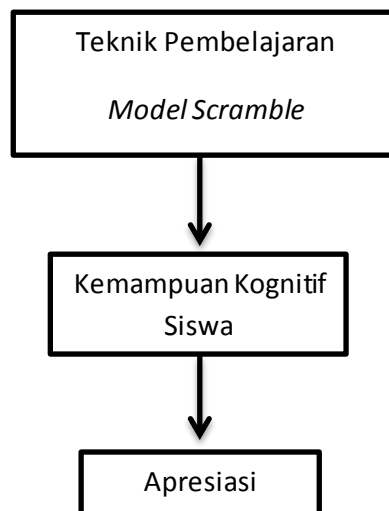 Teknik Pembelajaran
Model Scramble
Kemampuan Kognitif
Siswa
Apresiasi